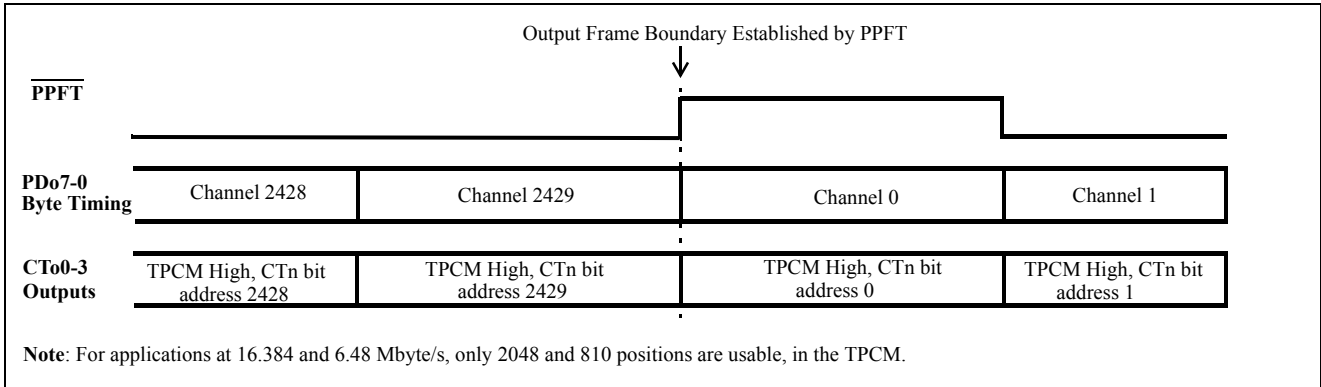 Output Frame Boundary Established by PPFT
PPFT
PDo7-0
Byte Timing
Channel 2428
Channel 2429
Channel 0
Channel 1
CTo0-3
Outputs
TPCM High, CTn bit
address 2428
TPCM High, CTn bit
address 2429
TPCM High, CTn bit
address 0
TPCM High, CTn bit
address 1
Note: For applications at 16.384 and 6.48 Mbyte/s, only 2048 and 810 positions are usable, in the TPCM.